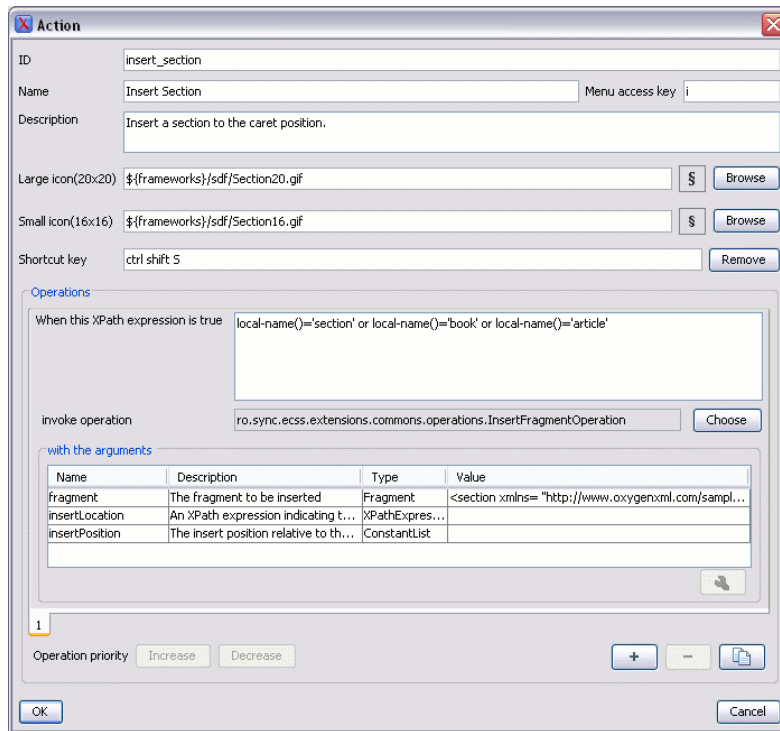 Action
ID insert_section
Name Insert Section Menu access key i
Description Insert a section to the caret position.
Large icon(20x20) ${frameworks}/sdf/Section20.gif § Browse
Small icon(16x16) ${frameworks}/sdf/Section16.gif § Browse
Shortcut key ctrl shift S Remove
Operations
When this XPath expression is true local-name()='section' or local-name()='book' or local-name()='article'
invoke operation ro.sync.ecss.extensions.commons.operations.InsertFragmentOperation Choose
with the arguments
Name Description Type Value
fragment The fragment to be inserted Fragment <section xmlns= "http://www.oxygenxml.com/sampl...
insertLocation An XPath expression indicating t... XPathExpres...
insertPosition The insert position relative to th... ConstantList
1
Operation priority Increase Decrease + −
OK Cancel